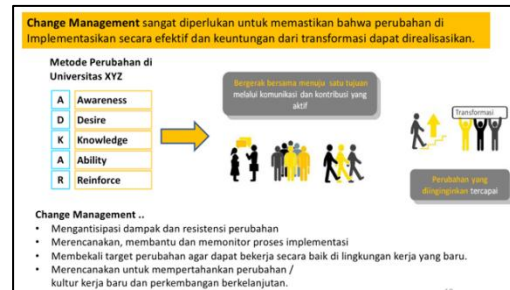 Change Management sangat diperlukan untuk memastikan bahwa perubahan di
Implementasikan secara efektif dan keuntungan dari transformasi dapat direalisasikan.
Metode Perubahan di
Universitas XYZ
A Awareness
D Desire
K Knowledge
A Ability
R Reinforce
Bergerak bersama menuju satu tujuan
melalui komunikasi dan kontribusi yang
aktif
Transformasi
Perubahan yang
diinginginkan tercapai
Change Management ..
• Mengantisipasi dampak dan resistensi perubahan
• Merencanakan, membantu dan memonitor proses implementasi
• Membekali target perubahan agar dapat bekerja secara baik di lingkungan kerja yang baru.
• Merencanakan untuk mempertahankan perubahan /
kultur kerja baru dan perkembangan berkelanjutan.